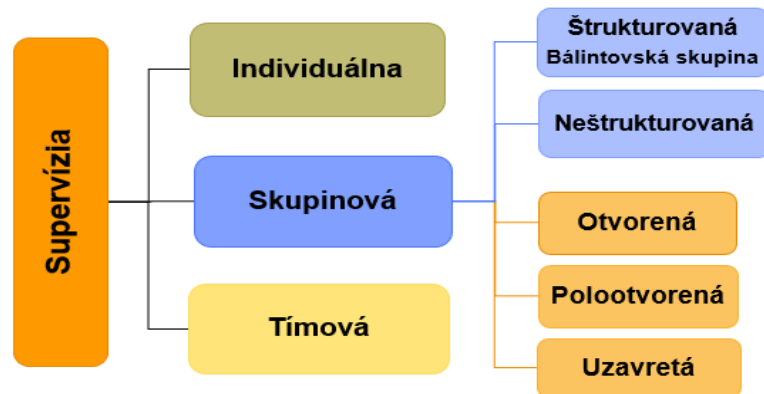 Supervízia
Individuálna
Skupinová
Tímová
Štrukturovaná
Bálintovská skupina
Neštrukturovaná
Otvorená
Polootvorená
Uzavretá